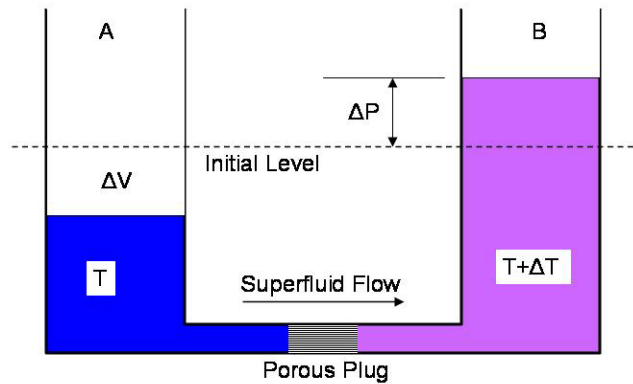 A
B
ΔP
Initial Level
ΔV
T
Superfluid Flow
T+ΔT
Porous Plug